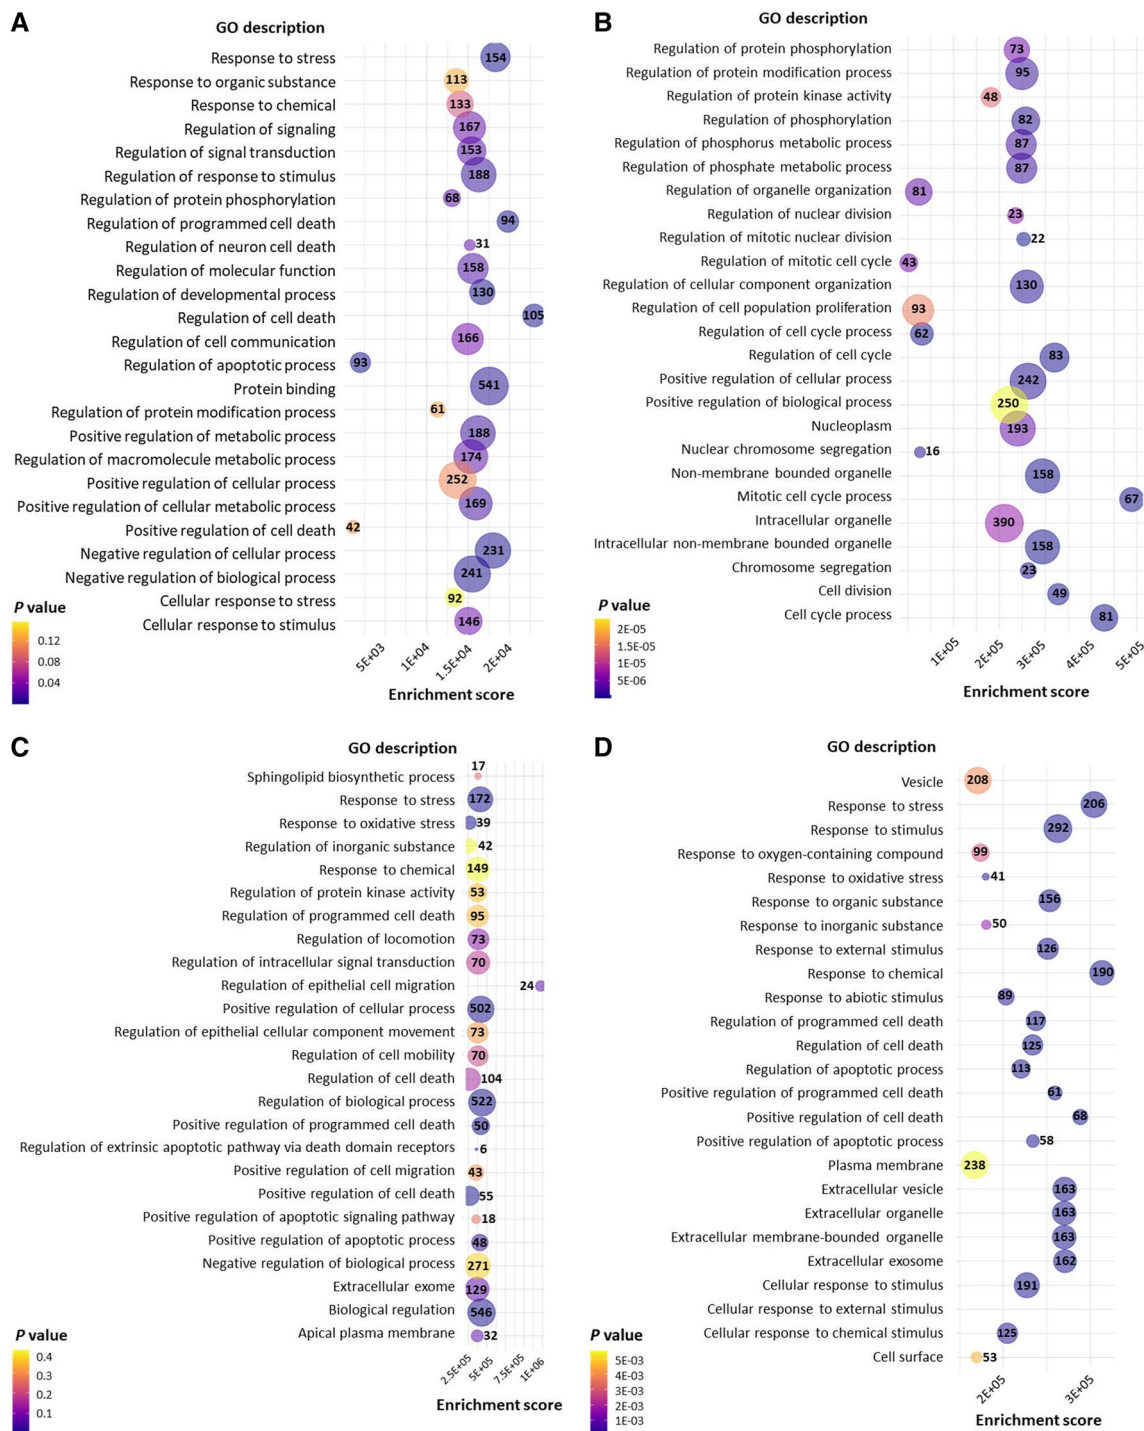 A
GO description
Response to stress 154
Response to organic substance 113
Response to chemical 133
Regulation of signaling 167
Regulation of signal transduction 153
Regulation of response to stimulus 188
Regulation of protein phosphorylation 68
Regulation of programmed cell death 94
Regulation of neuron cell death 31
Regulation of molecular function 158
Regulation of developmental process 130
Regulation of cell death 105
Regulation of cell communication 166
Regulation of apoptotic process 93
Protein binding 541
Regulation of protein modification process 61
Positive regulation of metabolic process 188
Regulation of macromolecule metabolic process 174
Positive regulation of cellular process 252
Positive regulation of cellular metabolic process 169
Positive regulation of cell death 42
Negative regulation of cellular process 231
Negative regulation of biological process 241
Cellular response to stress 92
Cellular response to stimulus 146
P value
0.12
0.08
0.04
5E+03 1E+04 1.5E+04 2E+04
Enrichment score
B
GO description
Regulation of protein phosphorylation 73
Regulation of protein modification process 95
Regulation of protein kinase activity 48
Regulation of phosphorylation 82
Regulation of phosphorus metabolic process 87
Regulation of phosphate metabolic process 87
Regulation of organelle organization 81
Regulation of nuclear division 23
Regulation of mitotic nuclear division 22
Regulation of mitotic cell cycle 43
Regulation of cellular component organization 130
Regulation of cell population proliferation 93
Regulation of cell cycle process 62
Regulation of cell cycle 83
Positive regulation of cellular process 242
Positive regulation of biological process 250
Nucleoplasm 193
Nuclear chromosome segregation 16
Non-membrane bounded organelle 158
Mitotic cell cycle process 67
Intracellular organelle 390
Intracellular non-membrane bounded organelle 158
Chromosome segregation 23
Cell division 49
Cell cycle process 81
P value
2E-05
1.5E-05
1E-05
5E-06
1E+05 2E+05 3E+05 4E+05 5E+05
Enrichment score
C
GO description
Sphingolipid biosynthetic process 17
Response to stress 172
Response to oxidative stress 39
Regulation of inorganic substance 42
Response to chemical 149
Regulation of protein kinase activity 53
Regulation of programmed cell death 95
Regulation of locomotion 73
Regulation of intracellular signal transduction 70
Regulation of epithelial cell migration 24
Positive regulation of cellular process 502
Regulation of epithelial cellular component movement 73
Regulation of cell mobility 70
Regulation of cell death 104
Regulation of biological process 522
Positive regulation of programmed cell death 50
Regulation of extrinsic apoptotic pathway via death domain receptors 6
Positive regulation of cell migration 43
Positive regulation of cell death 55
Positive regulation of apoptotic signaling pathway 18
Positive regulation of apoptotic process 48
Negative regulation of biological process 271
Extracellular exome 129
Biological regulation 546
Apical plasma membrane 32
P value
0.4
0.3
0.2
0.1
2.5E+05 5E+05 7.5E+05 1E+06
Enrichment score
D
GO description
Vesicle 208
Response to stress 206
Response to stimulus 292
Response to oxygen-containing compound 99
Response to oxidative stress 41
Response to organic substance 156
Response to inorganic substance 50
Response to external stimulus 126
Response to chemical 190
Response to abiotic stimulus 89
Regulation of programmed cell death 117
Regulation of cell death 125
Regulation of apoptotic process 113
Positive regulation of programmed cell death 61
Positive regulation of cell death 68
Positive regulation of apoptotic process 58
Plasma membrane 238
Extracellular vesicle 163
Extracellular organelle 163
Extracellular membrane-bounded organelle 163
Extracellular exosome 162
Cellular response to stimulus 191
Cellular response to external stimulus
Cellular response to chemical stimulus 125
Cell surface 53
P value
5E-03
4E-03
3E-03
2E-03
1E-03
2E+05 3E+05
Enrichment score